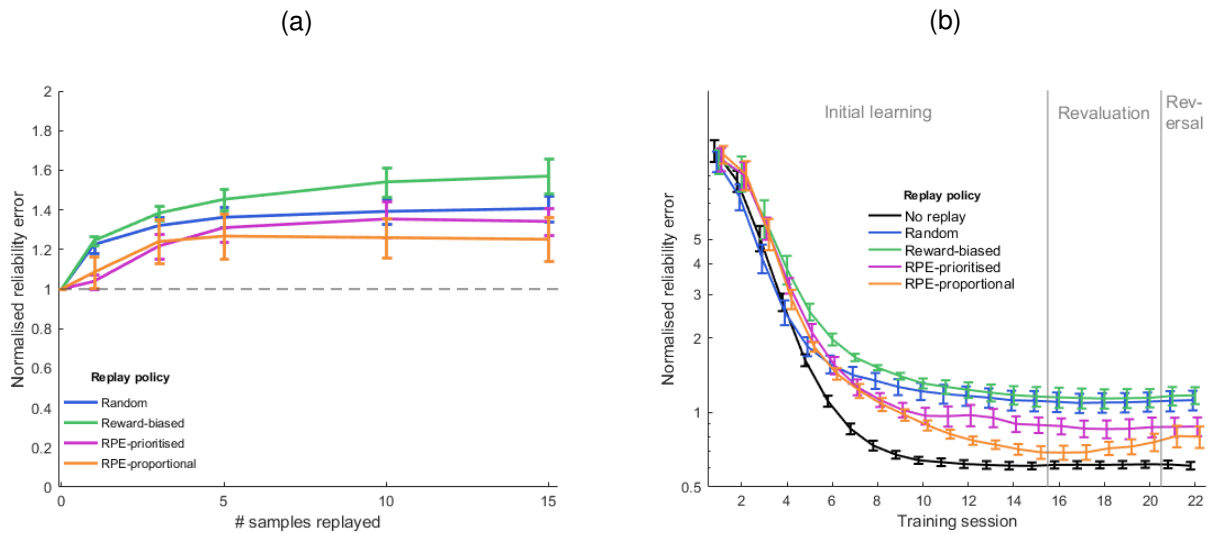 (a)
Normalised reliability error
2
1.8
1.6
1.4
1.2
1
0.8
0.6
0.4
0.2
0
Replay policy
Random
Reward-biased
RPE-prioritised
RPE-proportional
0
5
10
15
# samples replayed
(b)
Normalised reliability error
Initial learning
Revaluation
Rev-
ersal
Replay policy
No replay
Random
Reward-biased
RPE-prioritised
RPE-proportional
5
4
3
2
1
0.5
2
4
6
8
10
12
14
16
18
20
22
Training session